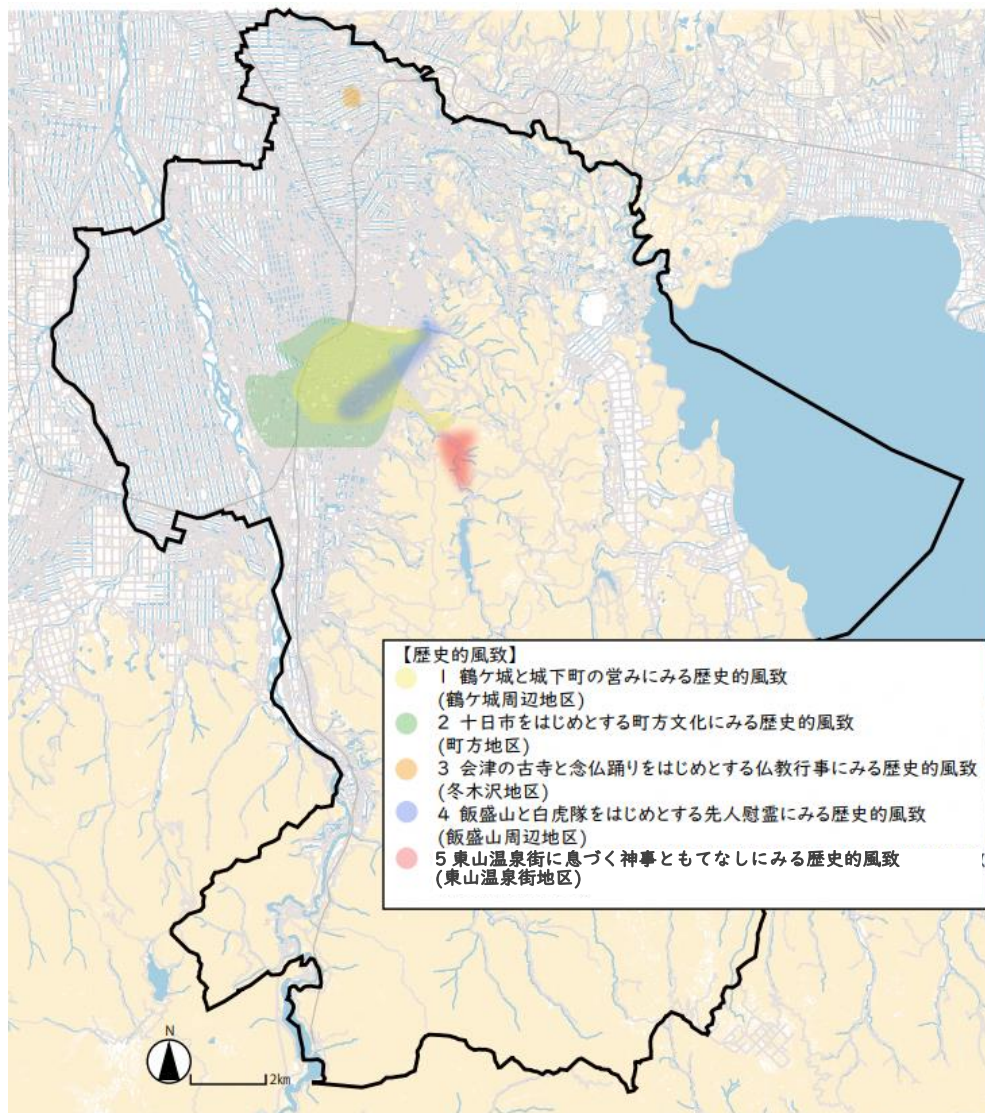 【歴史的風致】
1 鶴ケ城と城下町の営みにみる歴史的風致
(鶴ケ城周辺地区)
2 十日市をはじめとする町方文化にみる歴史的風致
(町方地区)
3 会津の古寺と念仏踊りをはじめとする仏教行事にみる歴史的風致
(冬木沢地区)
4 飯盛山と白虎隊をはじめとする先人慰霊にみる歴史的風致
(飯盛山周辺地区)
5 東山温泉街に息づく神事ともてなしにみる歴史的風致
(東山温泉街地区)
N
2km